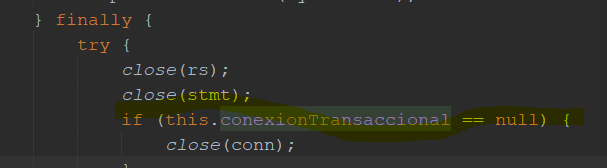 } finally {
try {
close(rs);
close(stmt);
if (this.conexionTransaccional == null) {
close(conn);
}